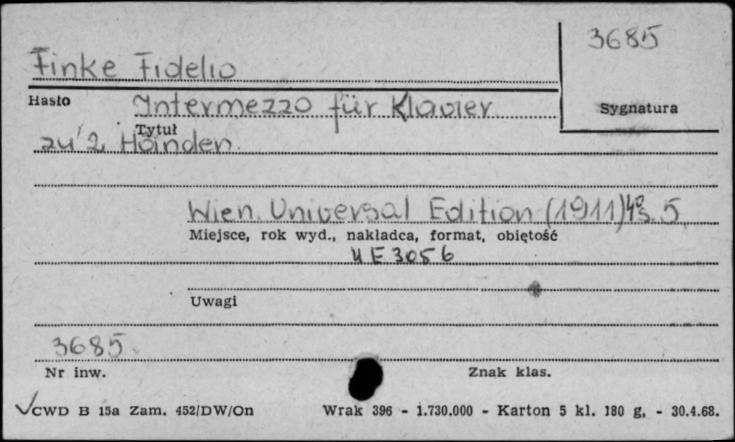 3685
Finke Fidelio
Hasło
Intermezzo für Klavier
Sygnatura
Tytuł
zu 2 Händen.
Wien. Universal Edition (1911) 4° s. 5
Miejsce, rok wyd., nakładca, format, objętość
UE 3056
Uwagi
3685
Nr inw.
Znak klas.
CWD B 15a Zam. 452/DW/On Wrak 396 - 1.730.000 - Karton 5 kl. 180 g. - 30.4.68.